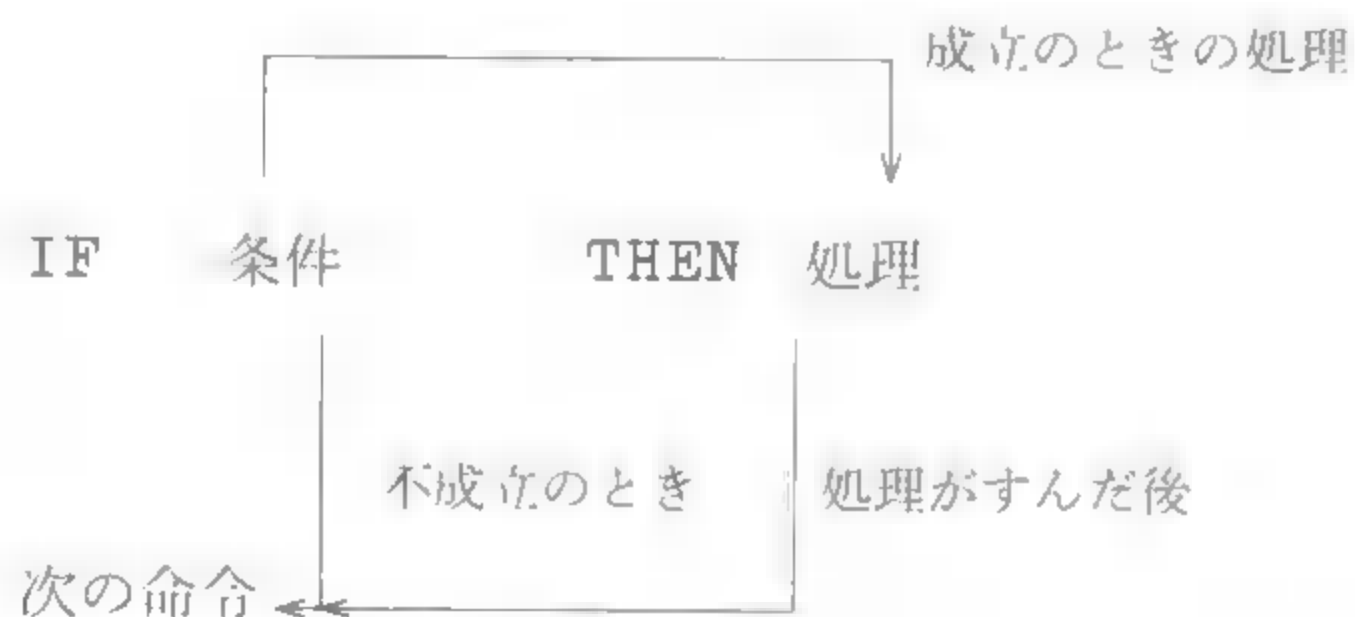 成立のときの処理
IF 条件 THEN 処理
不成立のとき 処理がすんだ後
次の命令